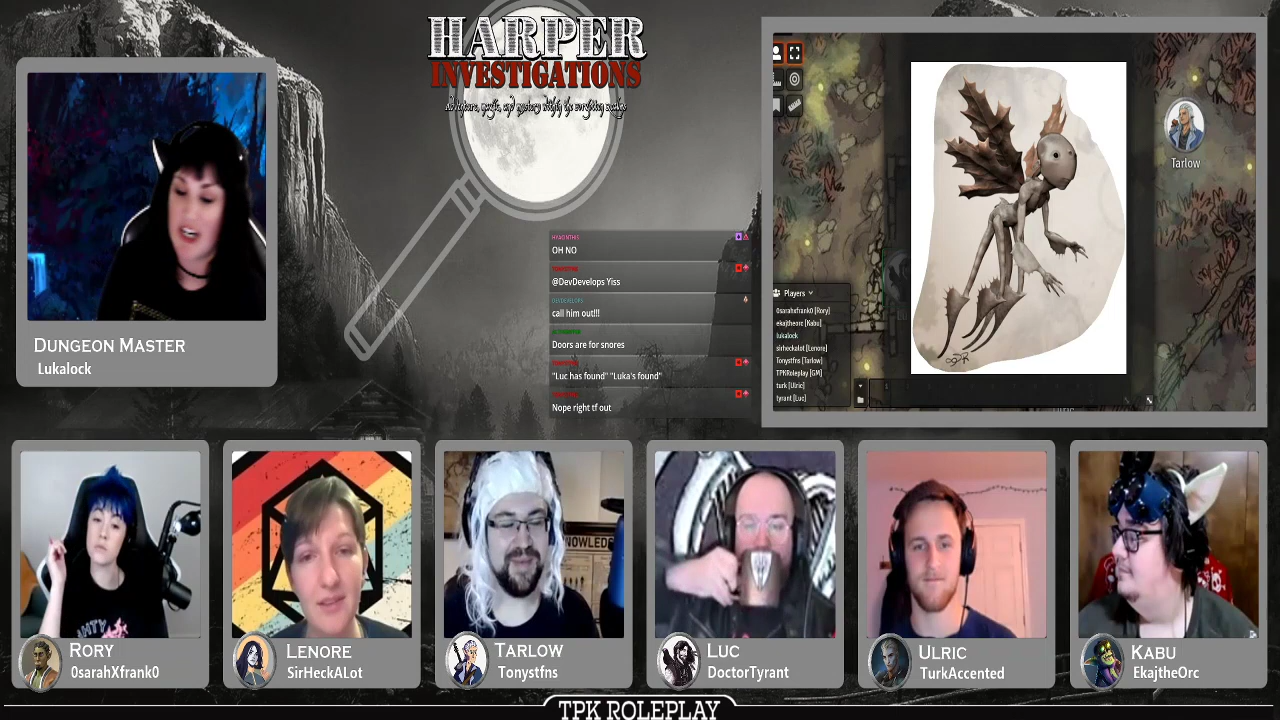 HARPER
INVESTIGATIONS
DUNGEON MASTER
Lukalock
OH NO
@DevDevelops Yiss
DEVDEVELOPS
call him out!!!
Doors are for snores
"Luc has found" "Luka's found"
Nope right tf out
Tarlow
Players
0sarahxfrank0 [Rory]
ekajtheorc [Kabu]
lukalock
sirheckalot [Lenore]
Tonystfns [Tarlow]
TPKRoleplay [GM]
turk [Ulric]
tyrant [Luc]
KNOWLED
RORY
0sarahXfrank0
LENORE
SirHeckALot
TARLOW
Tonystfns
LUC
DoctorTyrant
ULRIC
TurkAccented
KABU
EkajtheOrc
TPK ROLEPLAY